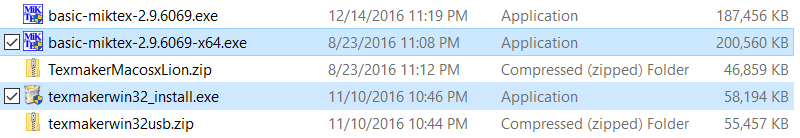 basic-miktex-2.9.6069.exe 12/14/2016 11:19 PM Application 187,456 KB
basic-miktex-2.9.6069-x64.exe 8/23/2016 11:08 PM Application 200,560 KB
TexmakerMacosxLion.zip 8/23/2016 11:12 PM Compressed (zipped) Folder 46,859 KB
texmakerwin32_install.exe 11/10/2016 10:46 PM Application 58,194 KB
texmakerwin32usb.zip 11/10/2016 10:44 PM Compressed (zipped) Folder 55,457 KB